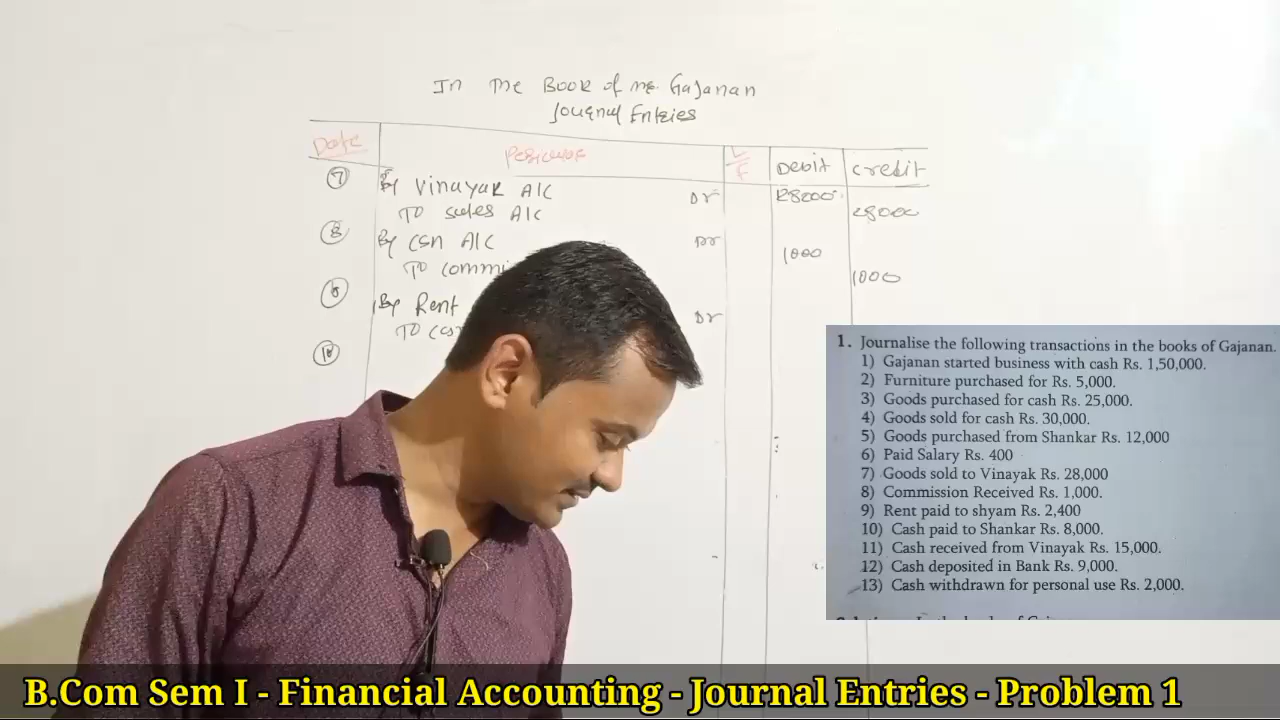 In The Book of Mr Gajanan
Journal Entries
Date
L/F
Debit
Credit
7 By Vinayak A/C Dr 28000
To sales A/C 28000
8 By csh A/C Dr 1000
To commi 1000
By Rent Dr
To cas
10
1. Journalise the following transactions in the books of Gajanan.
1) Gajanan started business with cash Rs. 1,50,000.
2) Furniture purchased for Rs. 5,000.
3) Goods purchased for cash Rs. 25,000.
4) Goods sold for cash Rs. 30,000.
5) Goods purchased from Shankar Rs. 12,000
6) Paid Salary Rs. 400
7) Goods sold to Vinayak Rs. 28,000
8) Commission Received Rs. 1,000.
9) Rent paid to shyam Rs. 2,400
10) Cash paid to Shankar Rs. 8,000.
11) Cash received from Vinayak Rs. 15,000.
12) Cash deposited in Bank Rs. 9,000.
13) Cash withdrawn for personal use Rs. 2,000.
B.Com Sem I - Financial Accounting - Journal Entries - Problem 1